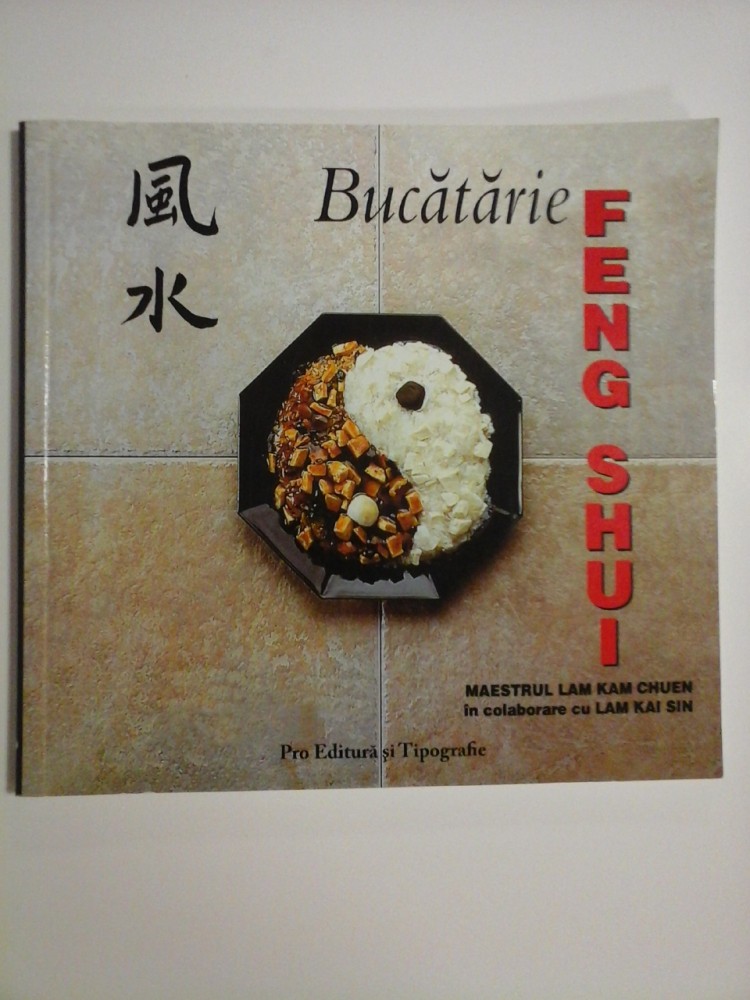 風
水
Bucătărie
FENG SHUI
MAESTRUL LAM KAM CHUEN
în colaborare cu LAM KAI SIN
Pro Editură și Tipografie